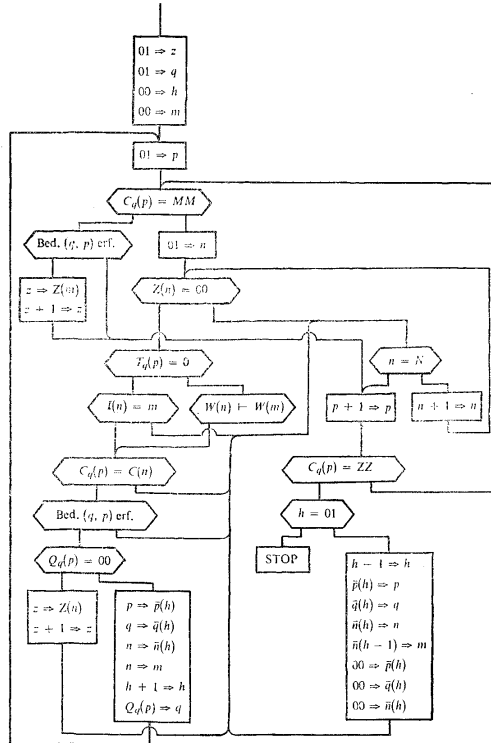 01 ⇒ z
01 ⇒ q
00 ⇒ h
00 ⇒ m
01 ⇒ p
C_q(p) = MM
Bed. (q, p) erf.
01 ⇒ n
z ⇒ Z(m)
z + 1 ⇒ z
Z(n) = 00
T_q(p) = 0
n = N
I(n) = m
W(n) ⊢ W(m)
p + 1 ⇒ p
n + 1 ⇒ n
C_q(p) = C(n)
C_q(p) = ZZ
Bed. (q, p) erf.
h = 01
Q_q(p) = 00
STOP
z ⇒ Z(n)
z + 1 ⇒ z
p ⇒ p̄(h)
q ⇒ q̄(h)
n ⇒ n̄(h)
n ⇒ m
h + 1 ⇒ h
Q_q(p) ⇒ q
h − 1 ⇒ h
p̄(h) ⇒ p
q̄(h) ⇒ q
n̄(h) ⇒ n
n̄(h − 1) ⇒ m
00 ⇒ p̄(h)
00 ⇒ q̄(h)
00 ⇒ n̄(h)